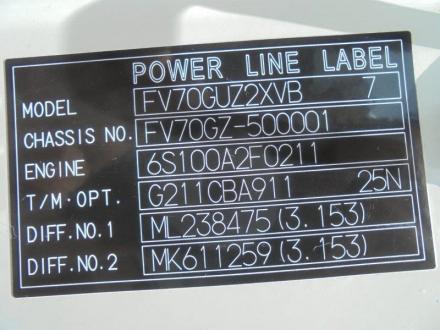 POWER LINE LABEL
MODEL FV70GUZ2XVB 7
CHASSIS NO. FV70GZ-500001
ENGINE 6S100A2F0211
T/M·OPT. G211CBA911 25N
DIFF.NO.1 ML238475(3.153)
DIFF.NO.2 MK611259(3.153)